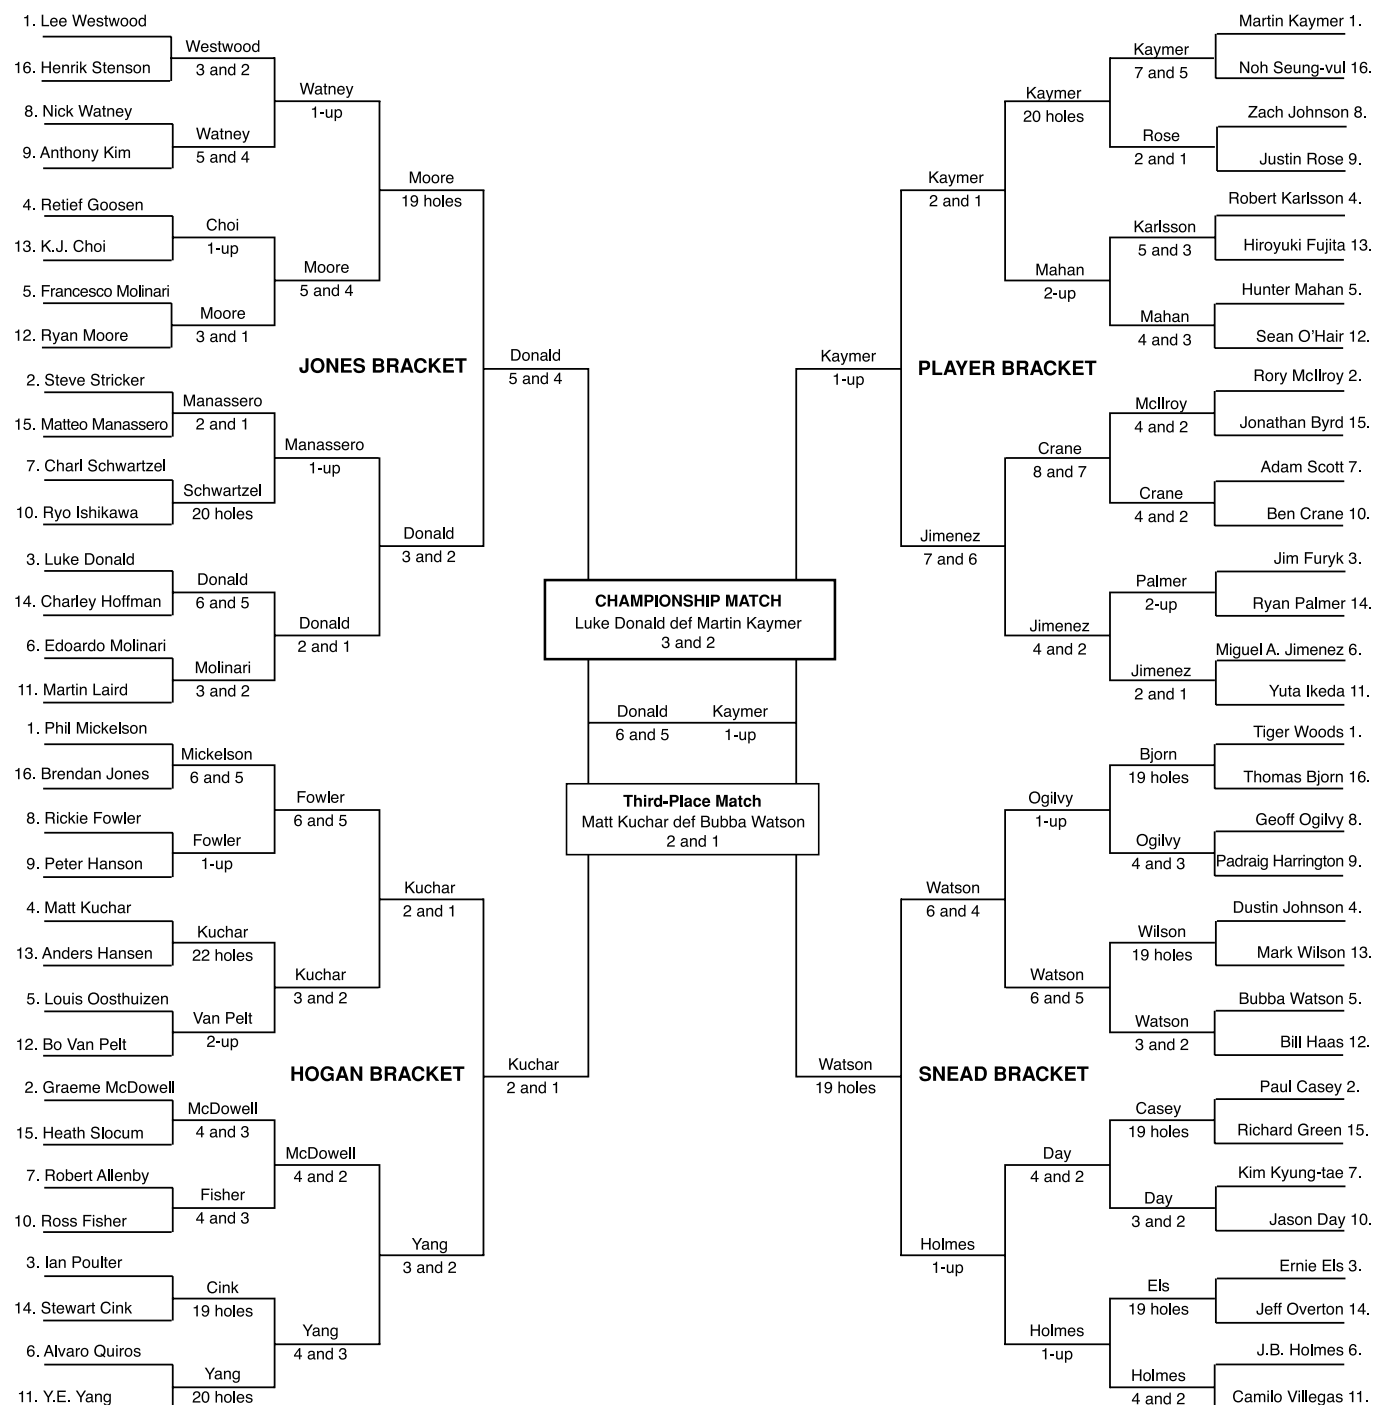 1. Lee Westwood
Westwood
16. Henrik Stenson
3 and 2
Watney
1-up
8. Nick Watney
Watney
9. Anthony Kim
5 and 4
Moore
19 holes
4. Retief Goosen
Choi
13. K.J. Choi
1-up
Moore
5 and 4
5. Francesco Molinari
Moore
12. Ryan Moore
3 and 1
JONES BRACKET
Donald
5 and 4
2. Steve Stricker
Manassero
15. Matteo Manassero
2 and 1
Manassero
1-up
7. Charl Schwartzel
Schwartzel
10. Ryo Ishikawa
20 holes
Donald
3 and 2
3. Luke Donald
Donald
14. Charley Hoffman
6 and 5
Donald
2 and 1
6. Edoardo Molinari
Molinari
11. Martin Laird
3 and 2
1. Phil Mickelson
Mickelson
16. Brendan Jones
6 and 5
Fowler
6 and 5
8. Rickie Fowler
Fowler
9. Peter Hanson
1-up
Kuchar
2 and 1
4. Matt Kuchar
Kuchar
13. Anders Hansen
22 holes
Kuchar
3 and 2
5. Louis Oosthuizen
Van Pelt
12. Bo Van Pelt
2-up
HOGAN BRACKET
Kuchar
2 and 1
2. Graeme McDowell
McDowell
15. Heath Slocum
4 and 3
McDowell
4 and 2
7. Robert Allenby
Fisher
10. Ross Fisher
4 and 3
Yang
3 and 2
3. Ian Poulter
Cink
14. Stewart Cink
19 holes
Yang
4 and 3
6. Alvaro Quiros
Yang
11. Y.E. Yang
20 holes
CHAMPIONSHIP MATCH
Luke Donald def Martin Kaymer
3 and 2
Donald
6 and 5
Kaymer
1-up
Third-Place Match
Matt Kuchar def Bubba Watson
2 and 1
Martin Kaymer 1.
Kaymer
7 and 5
Noh Seung-vul 16.
Kaymer
20 holes
Zach Johnson 8.
Rose
2 and 1
Justin Rose 9.
Kaymer
2 and 1
Robert Karlsson 4.
Karlsson
5 and 3
Hiroyuki Fujita 13.
Mahan
2-up
Hunter Mahan 5.
Mahan
4 and 3
Sean O'Hair 12.
Kaymer
1-up
PLAYER BRACKET
Rory McIlroy 2.
McIlroy
4 and 2
Jonathan Byrd 15.
Crane
8 and 7
Adam Scott 7.
Crane
4 and 2
Ben Crane 10.
Jimenez
7 and 6
Jim Furyk 3.
Palmer
2-up
Ryan Palmer 14.
Jimenez
4 and 2
Miguel A. Jimenez 6.
Jimenez
2 and 1
Yuta Ikeda 11.
Tiger Woods 1.
Bjorn
19 holes
Thomas Bjorn 16.
Ogilvy
1-up
Geoff Ogilvy 8.
Ogilvy
4 and 3
Padraig Harrington 9.
Watson
6 and 4
Dustin Johnson 4.
Wilson
19 holes
Mark Wilson 13.
Watson
6 and 5
Bubba Watson 5.
Watson
3 and 2
Bill Haas 12.
Watson
19 holes
SNEAD BRACKET
Paul Casey 2.
Casey
19 holes
Richard Green 15.
Day
4 and 2
Kim Kyung-tae 7.
Day
3 and 2
Jason Day 10.
Holmes
1-up
Ernie Els 3.
Els
19 holes
Jeff Overton 14.
Holmes
1-up
J.B. Holmes 6.
Holmes
4 and 2
Camilo Villegas 11.